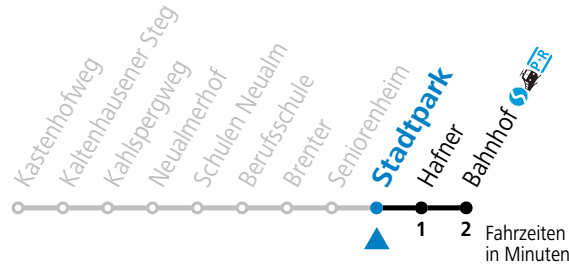 Kastenhofweg
Kaltenhausener Steg
Kahlspergweg
Neualmerhof
Schulen Neualm
Berufsschule
Brenter
Seniorenheim
Stadtpark
Hafner
Bahnhof
P+R
1 2 Fahrzeiten
in Minuten